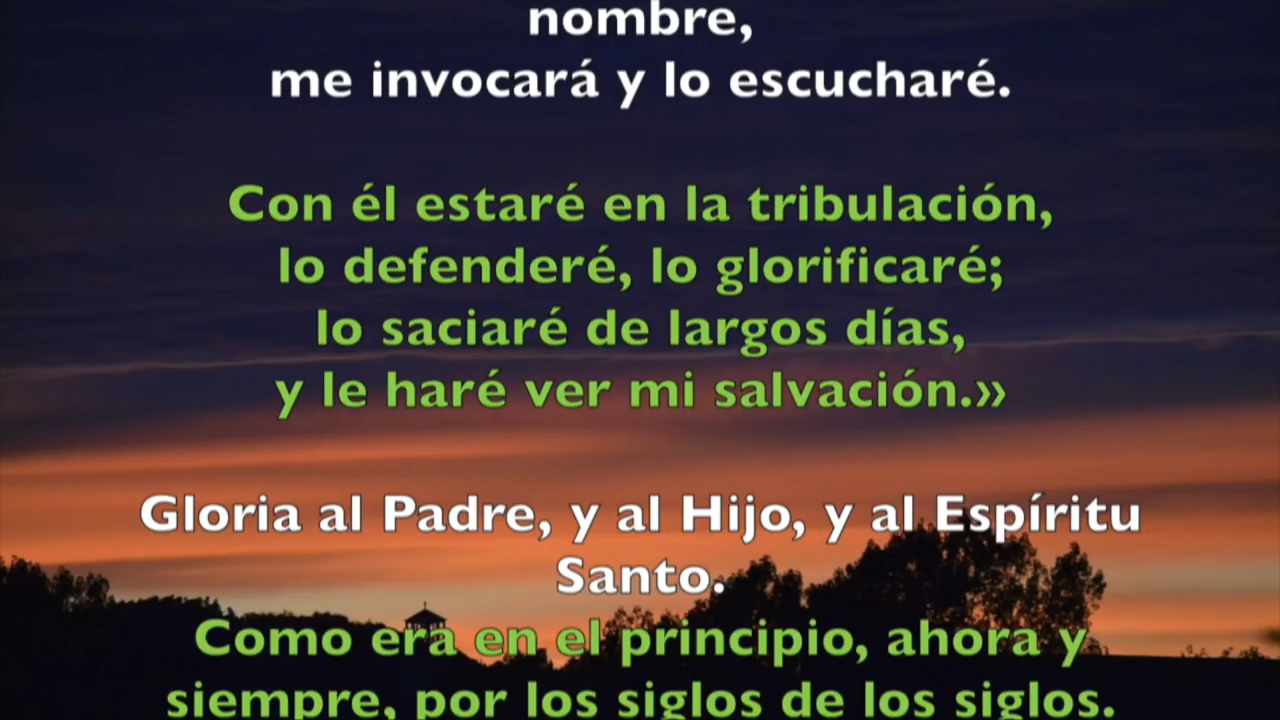 nombre,
me invocará y lo escucharé.
Con él estaré en la tribulación,
lo defenderé, lo glorificaré;
lo saciaré de largos días,
y le haré ver mi salvación.»
Gloria al Padre, y al Hijo, y al Espíritu
Santo.
Como era en el principio, ahora y
siempre, por los siglos de los siglos.